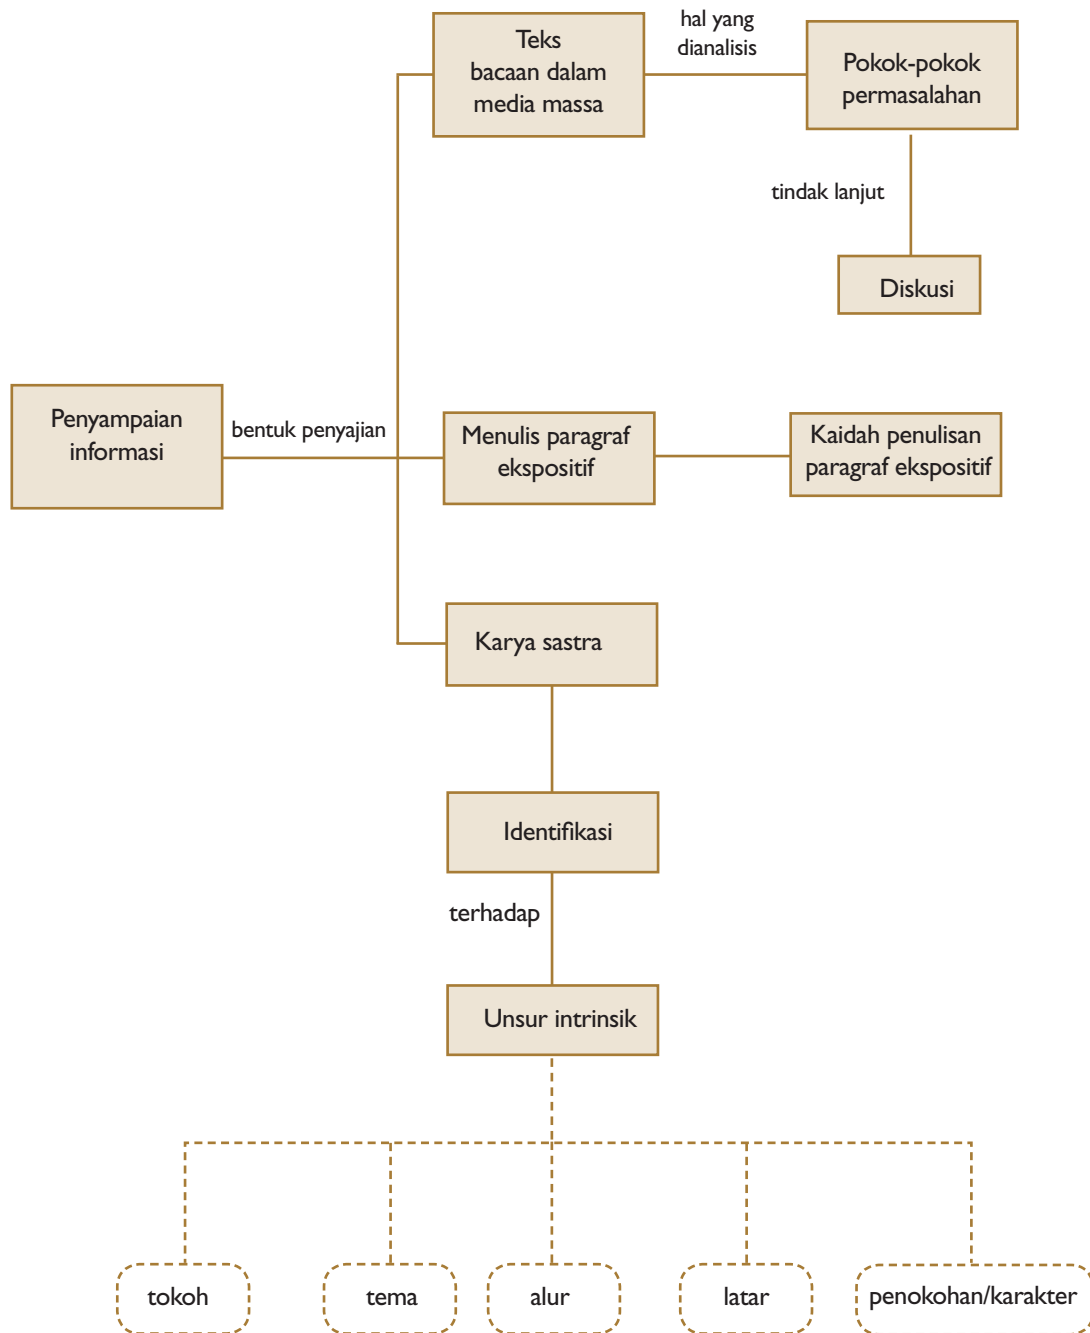 Teks
bacaan dalam
media massa
hal yang
dianalisis
Pokok-pokok
permasalahan
tindak lanjut
Diskusi
Penyampaian
informasi
bentuk penyajian
Menulis paragraf
ekspositif
Kaidah penulisan
paragraf ekspositif
Karya sastra
Identifikasi
terhadap
Unsur intrinsik
tokoh
tema
alur
latar
penokohan/karakter